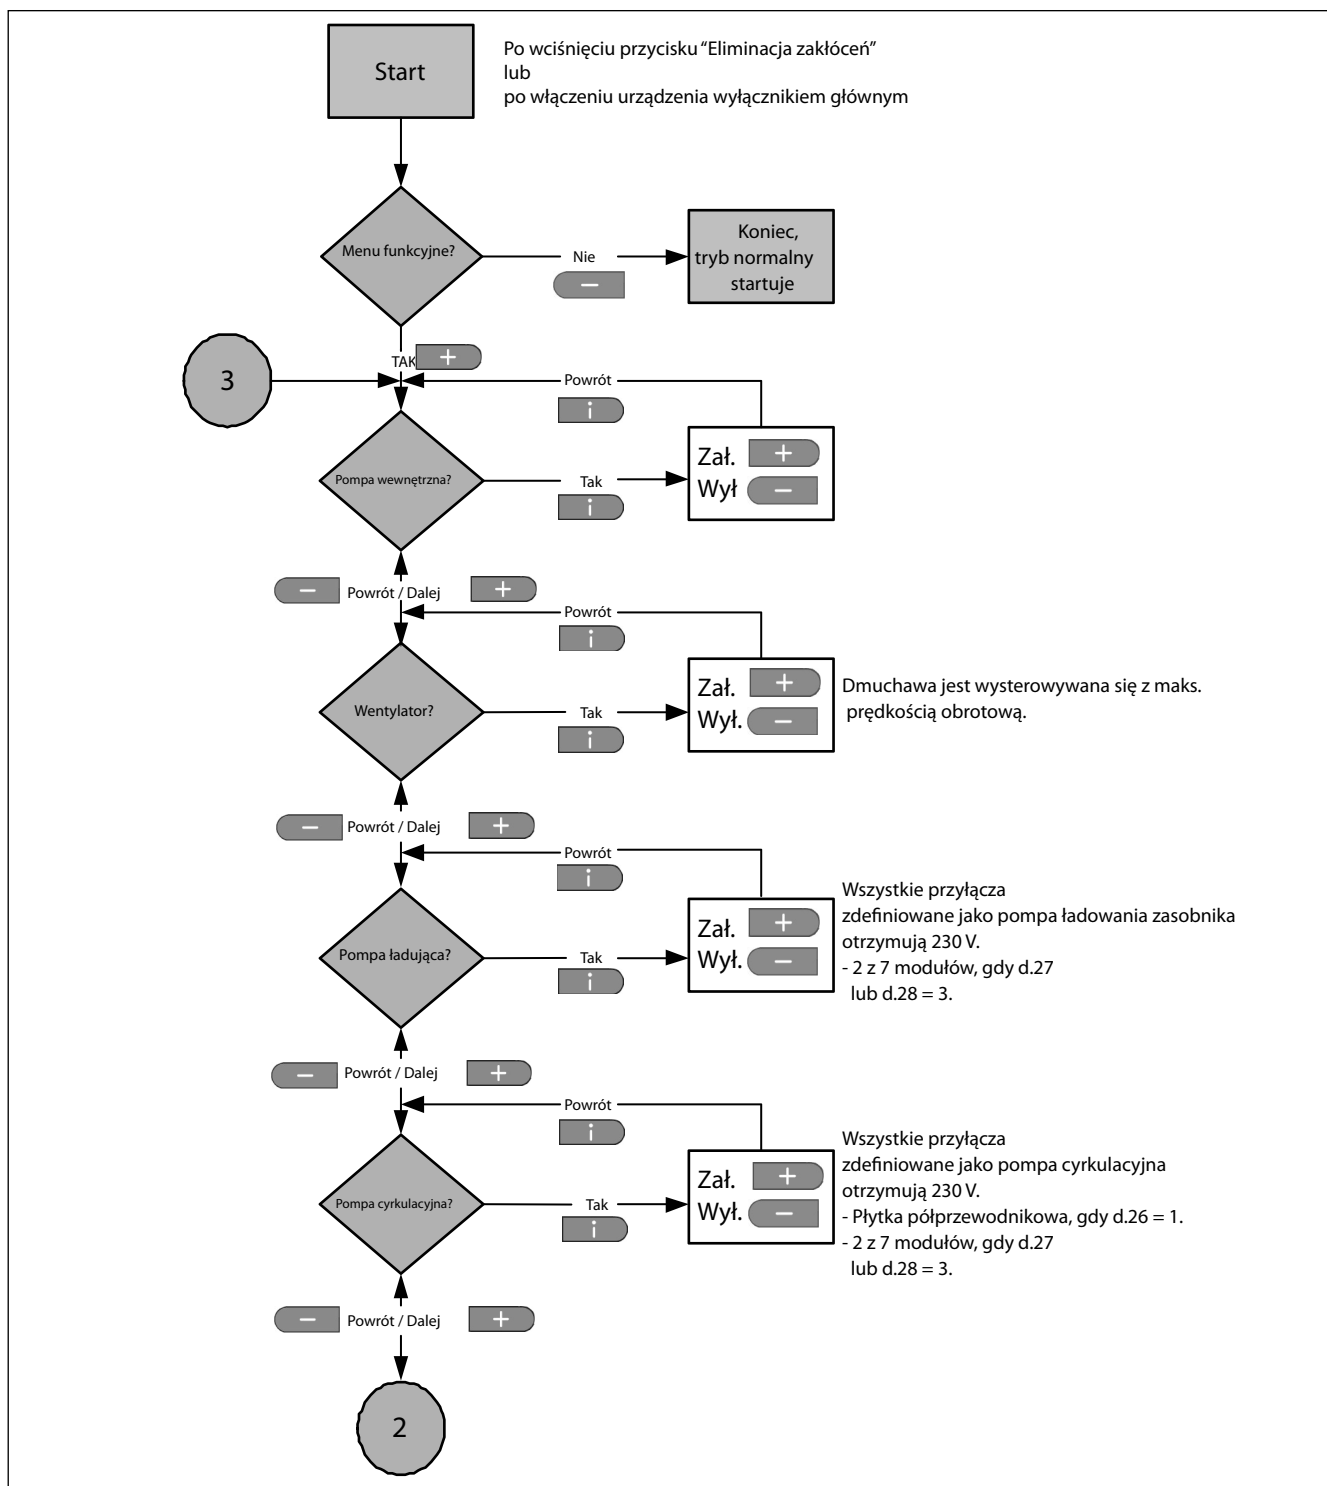 Start
Po wciśnięciu przycisku “Eliminacja zakłóceń”
lub
po włączeniu urządzenia wyłącznikiem głównym
Menu funkcyjne?
Nie
−
Koniec,
tryb normalny
startuje
TAK +
3
Powrót
i
Pompa wewnętrzna?
Tak
i
Zał. +
Wył −
− Powrót / Dalej +
Powrót
i
Wentylator?
Tak
i
Zał. +
Wył. −
Dmuchawa jest wysterowywana się z maks.
prędkością obrotową.
− Powrót / Dalej +
Powrót
i
Pompa ładująca?
Tak
i
Zał. +
Wył. −
Wszystkie przyłącza
zdefiniowane jako pompa ładowania zasobnika
otrzymują 230 V.
- 2 z 7 modułów, gdy d.27
lub d.28 = 3.
− Powrót / Dalej +
Powrót
i
Pompa cyrkulacyjna?
Tak
i
Zał. +
Wył. −
Wszystkie przyłącza
zdefiniowane jako pompa cyrkulacyjna
otrzymują 230 V.
- Płytka półprzewodnikowa, gdy d.26 = 1.
- 2 z 7 modułów, gdy d.27
lub d.28 = 3.
− Powrót / Dalej +
2